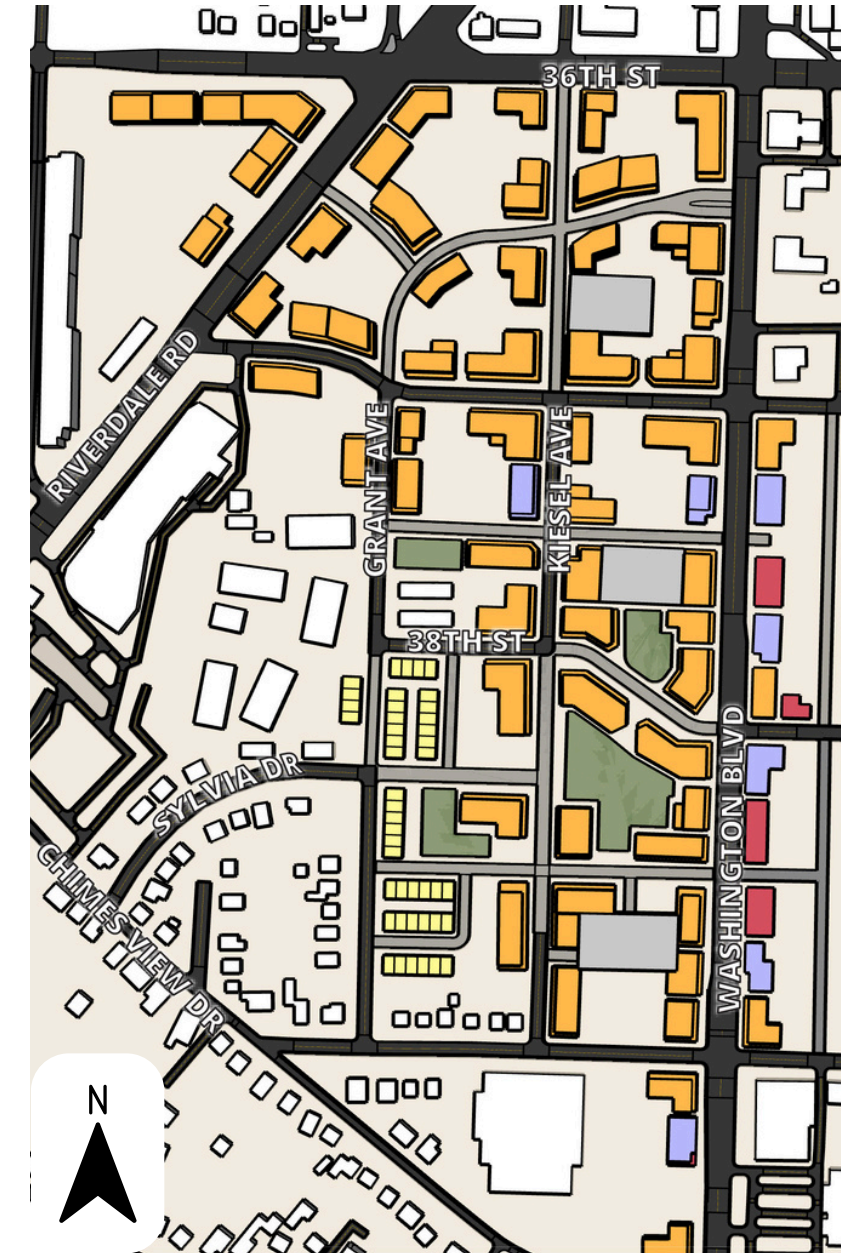 36TH ST
RIVERDALE RD
GRANT AVE
KIESEL AVE
38TH ST
WASHINGTON BLVD
SYLVIA DR
CHIMES VIEW DR
N